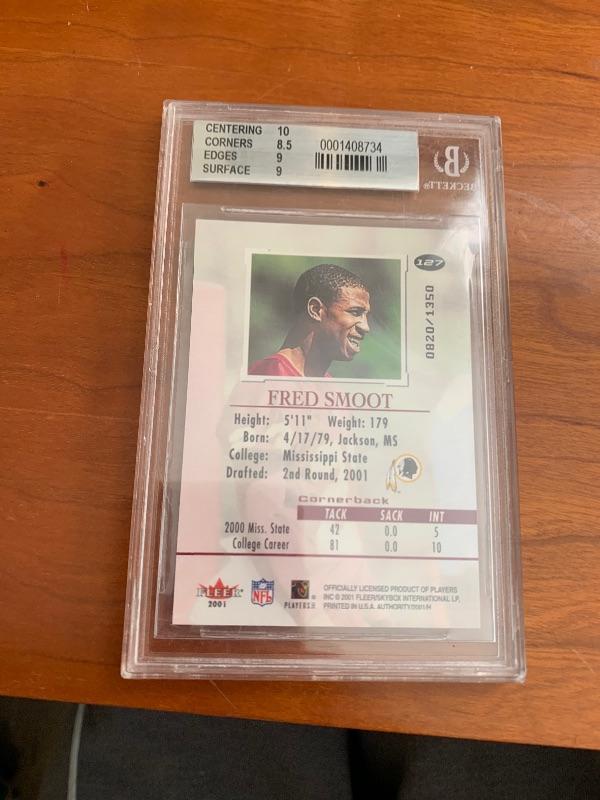 CENTERING 10
CORNERS 8.5
EDGES 9
SURFACE 9
0001408734
B
BECKETT®
127
0820/1350
FRED SMOOT
Height: 5'11" Weight: 179
Born: 4/17/79, Jackson, MS
College: Mississippi State
Drafted: 2nd Round, 2001
Cornerback
TACK SACK INT
2000 Miss. State 42 0.0 5
College Career 81 0.0 10
FLEER
2001
NFL
PLAYERS
OFFICIALLY LICENSED PRODUCT OF PLAYERS
INC © 2001 FLEER/SKYBOX INTERNATIONAL LP,
PRINTED IN U.S.A. AUTHORITY/2001/H